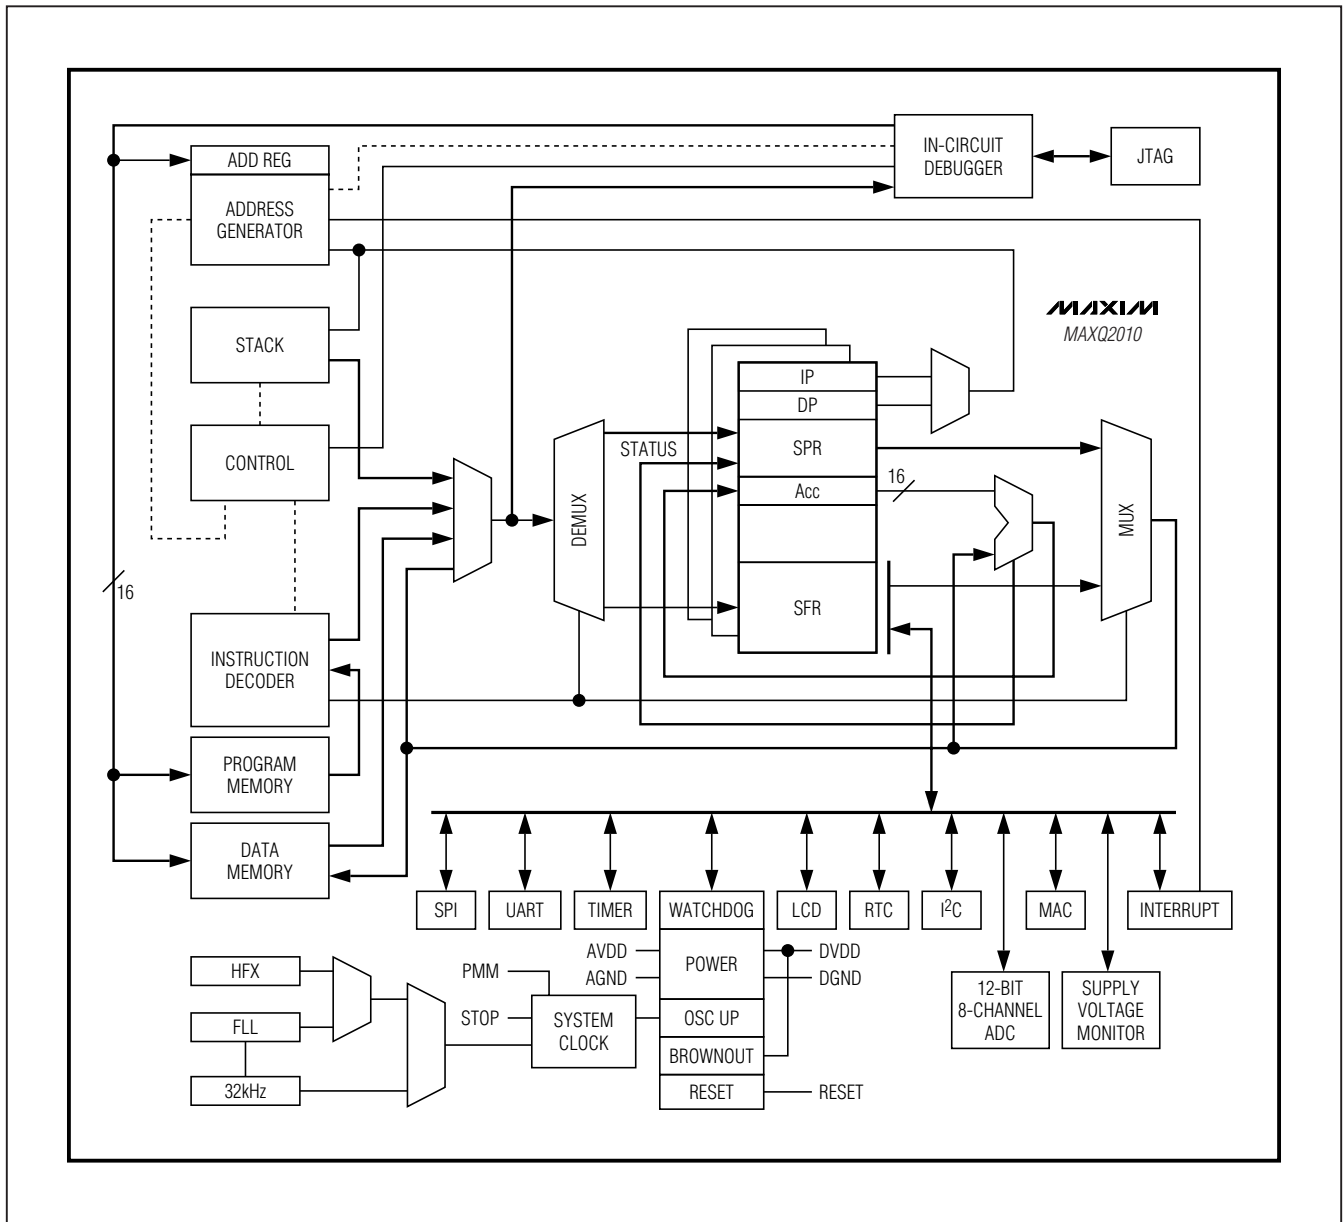 IN-CIRCUIT
DEBUGGER
JTAG
ADD REG
ADDRESS
GENERATOR
STACK
CONTROL
INSTRUCTION
DECODER
PROGRAM
MEMORY
DATA
MEMORY
16
DEMUX
STATUS
IP
DP
SPR
Acc
SFR
16
MUX
MAXIM
MAXQ2010
SPI
UART
TIMER
WATCHDOG
LCD
RTC
I²C
MAC
INTERRUPT
12-BIT
8-CHANNEL
ADC
SUPPLY
VOLTAGE
MONITOR
AVDD
AGND
POWER
DVDD
DGND
OSC UP
BROWNOUT
RESET
RESET
HFX
FLL
32kHz
PMM
STOP
SYSTEM
CLOCK